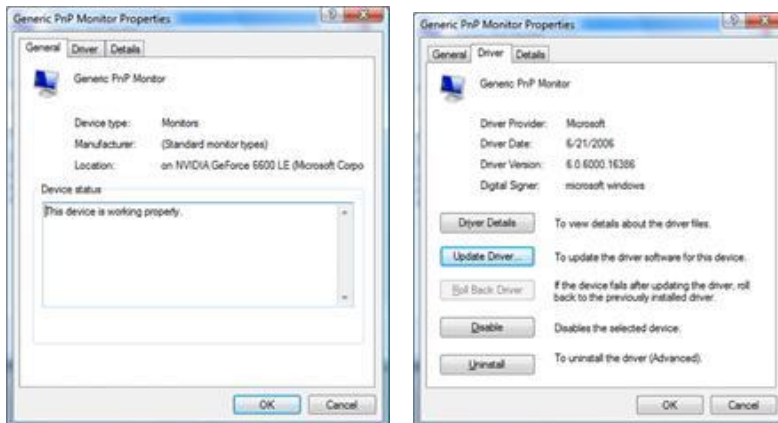 Generic PnP Monitor Properties
General Driver Details
Generic PnP Monitor
Device type: Monitors
Manufacturer: (Standard monitor types)
Location: on NVIDIA GeForce 6600 LE (Microsoft Corpo
Device status
This device is working properly.
OK Cancel
Generic PnP Monitor Properties
General Driver Details
Generic PnP Monitor
Driver Provider: Microsoft
Driver Date: 6/21/2006
Driver Version: 6.0.6000.16386
Digital Signer: microsoft windows
Driver Details To view details about the driver files.
Update Driver... To update the driver software for this device.
Roll Back Driver If the device fails after updating the driver, roll
back to the previously installed driver.
Disable Disables the selected device.
Uninstall To uninstall the driver (Advanced).
OK Cancel